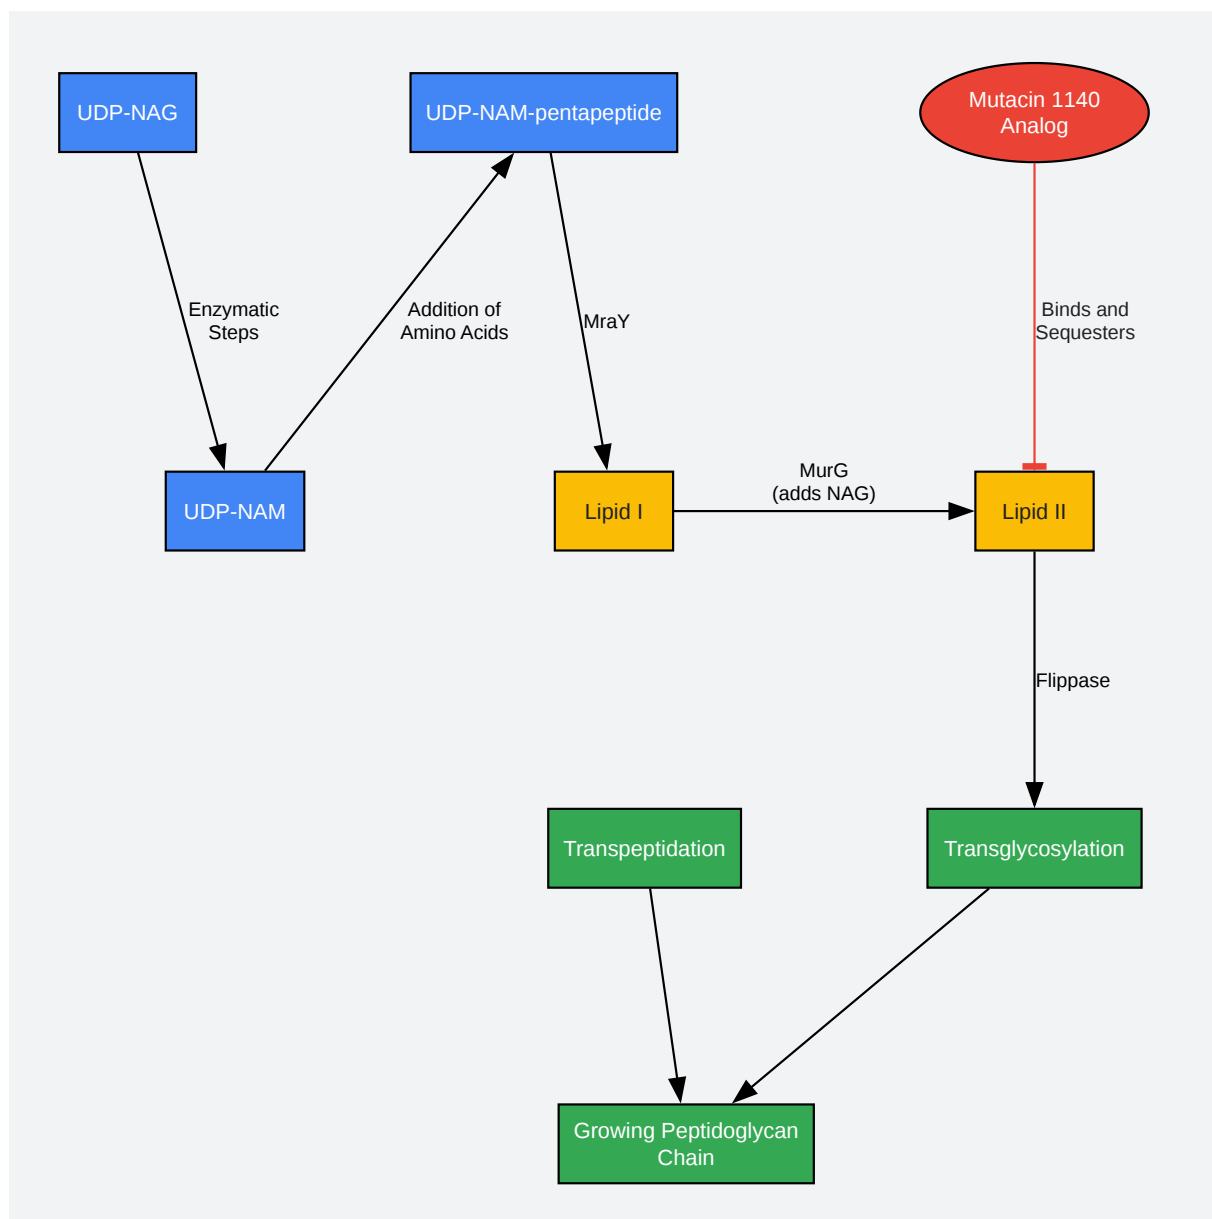 UDP-NAG
UDP-NAM-pentapeptide
Mutacin 1140
Analog
Enzymatic
Steps
Addition of
Amino Acids
MraY
Binds and
Sequesters
UDP-NAM
Lipid I
MurG
(adds NAG)
Lipid II
Flippase
Transpeptidation
Transglycosylation
Growing Peptidoglycan
Chain